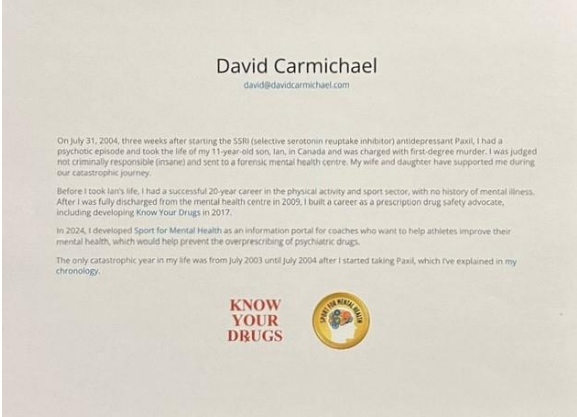 David Carmichael
david@davidcarmichael.com
On July 31, 2004, three weeks after starting the SSRI (selective serotonin reuptake inhibitor) antidepressant Paxil, I had a
psychotic episode and took the life of my 11-year-old son, Ian, in Canada and was charged with first-degree murder. I was judged
not criminally responsible (insane) and sent to a forensic mental health centre. My wife and daughter have supported me during
our catastrophic journey.
Before I took Ian's life, I had a successful 20-year career in the physical activity and sport sector, with no history of mental illness.
After I was fully discharged from the mental health centre in 2009, I built a career as a prescription drug safety advocate,
including developing Know Your Drugs in 2017.
In 2024, I developed Sport for Mental Health as an information portal for coaches who want to help athletes improve their
mental health, which would help prevent the overprescribing of psychiatric drugs.
The only catastrophic year in my life was from July 2003 until July 2004 after I started taking Paxil, which I've explained in my
chronology.
KNOW
YOUR
DRUGS
SPORT FOR MENTAL HEALTH